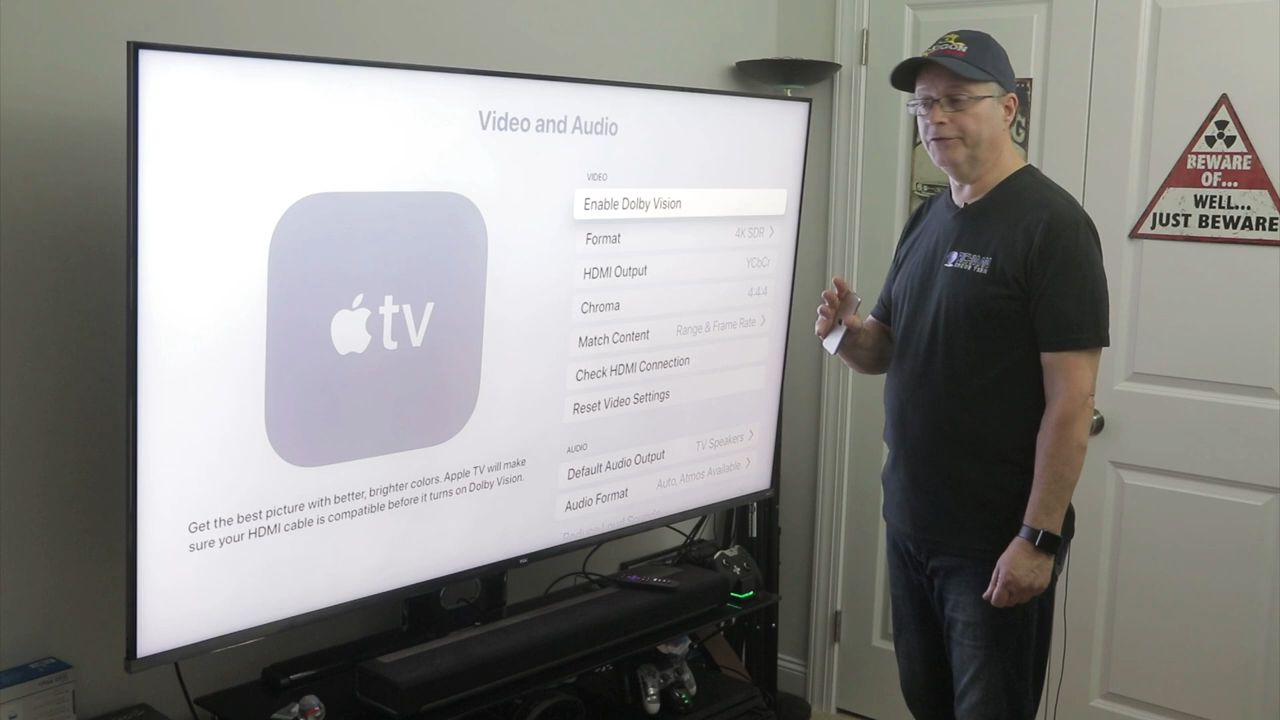 Video and Audio
VIDEO
Enable Dolby Vision
Format 4K SDR
HDMI Output YCbCr
Chroma 4:4:4
Match Content Range & Frame Rate
Check HDMI Connection
Reset Video Settings
AUDIO
Default Audio Output TV Speakers
Audio Format Auto, Atmos Available
tv
Get the best picture with better, brighter colors. Apple TV will make
sure your HDMI cable is compatible before it turns on Dolby Vision.
BEWARE
OF...
WELL...
JUST BEWARE